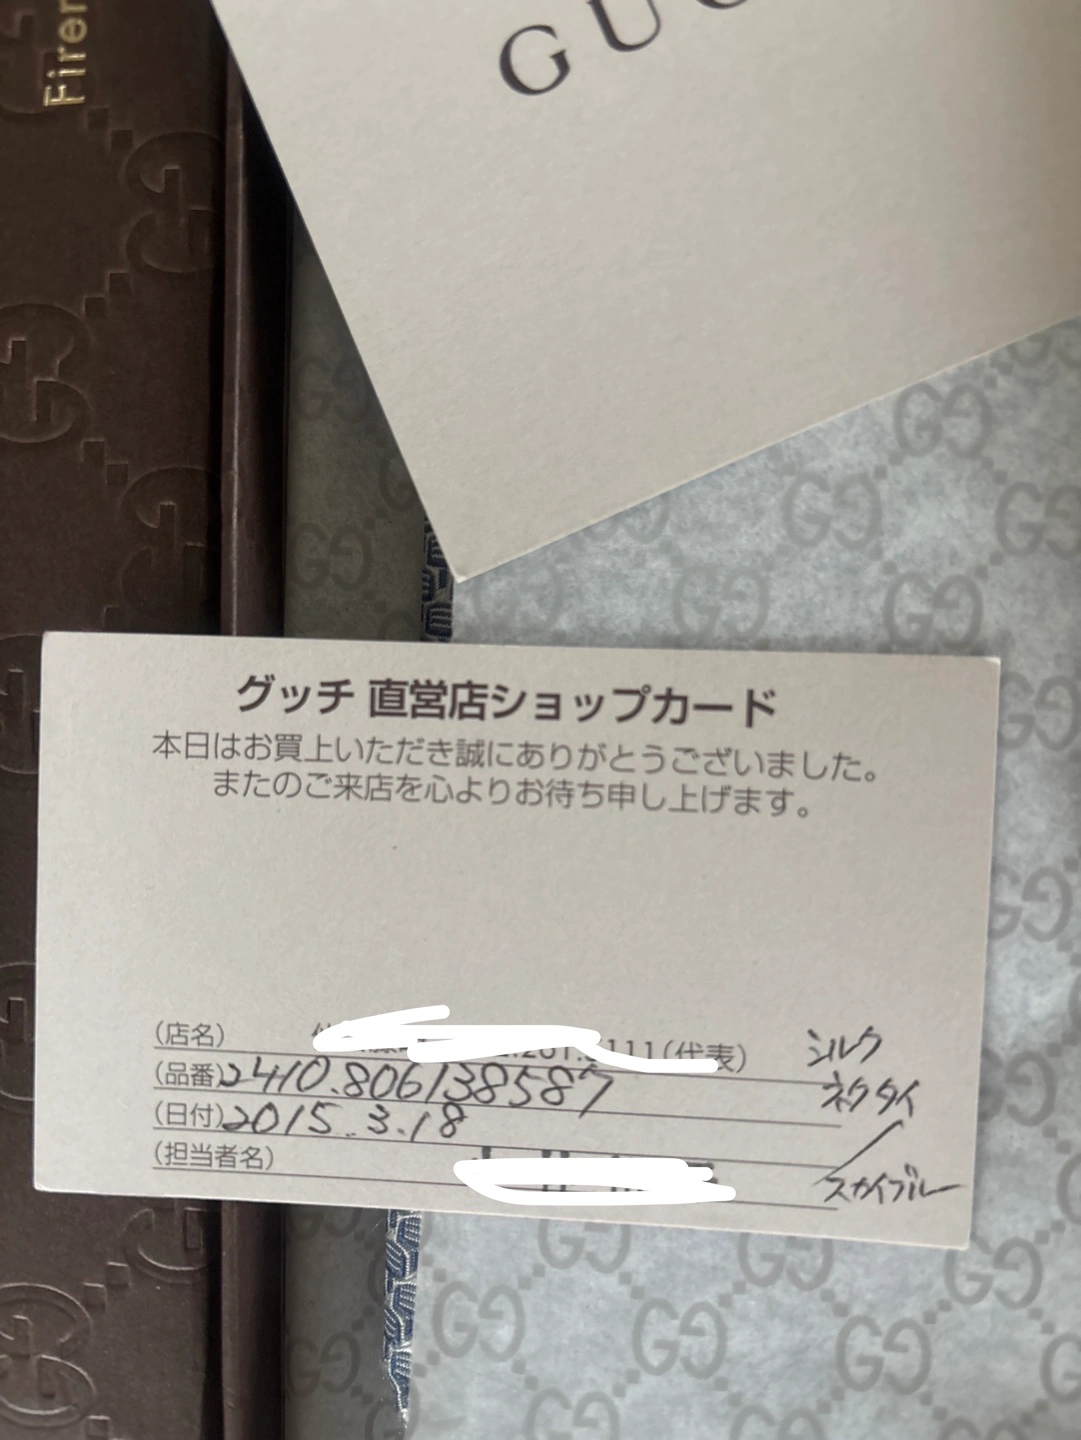 Firen
GUC
グッチ 直営店ショップカード
本日はお買上いただき誠にありがとうございました。
またのご来店を心よりお待ち申し上げます。
(店名) 111(代表) シルク
(品番)2410.806138587 ネクタイ
(日付)2015.3.18
(担当者名) スカイブルー